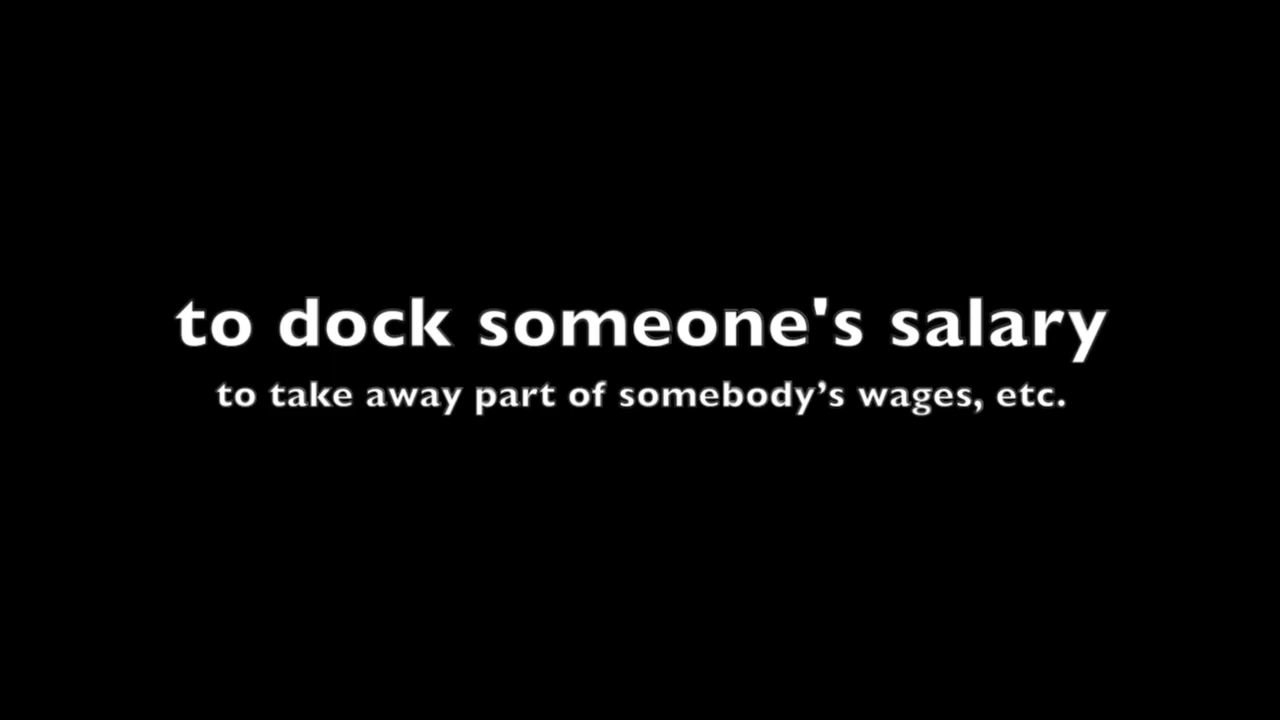 to dock someone's salary
to take away part of somebody’s wages, etc.